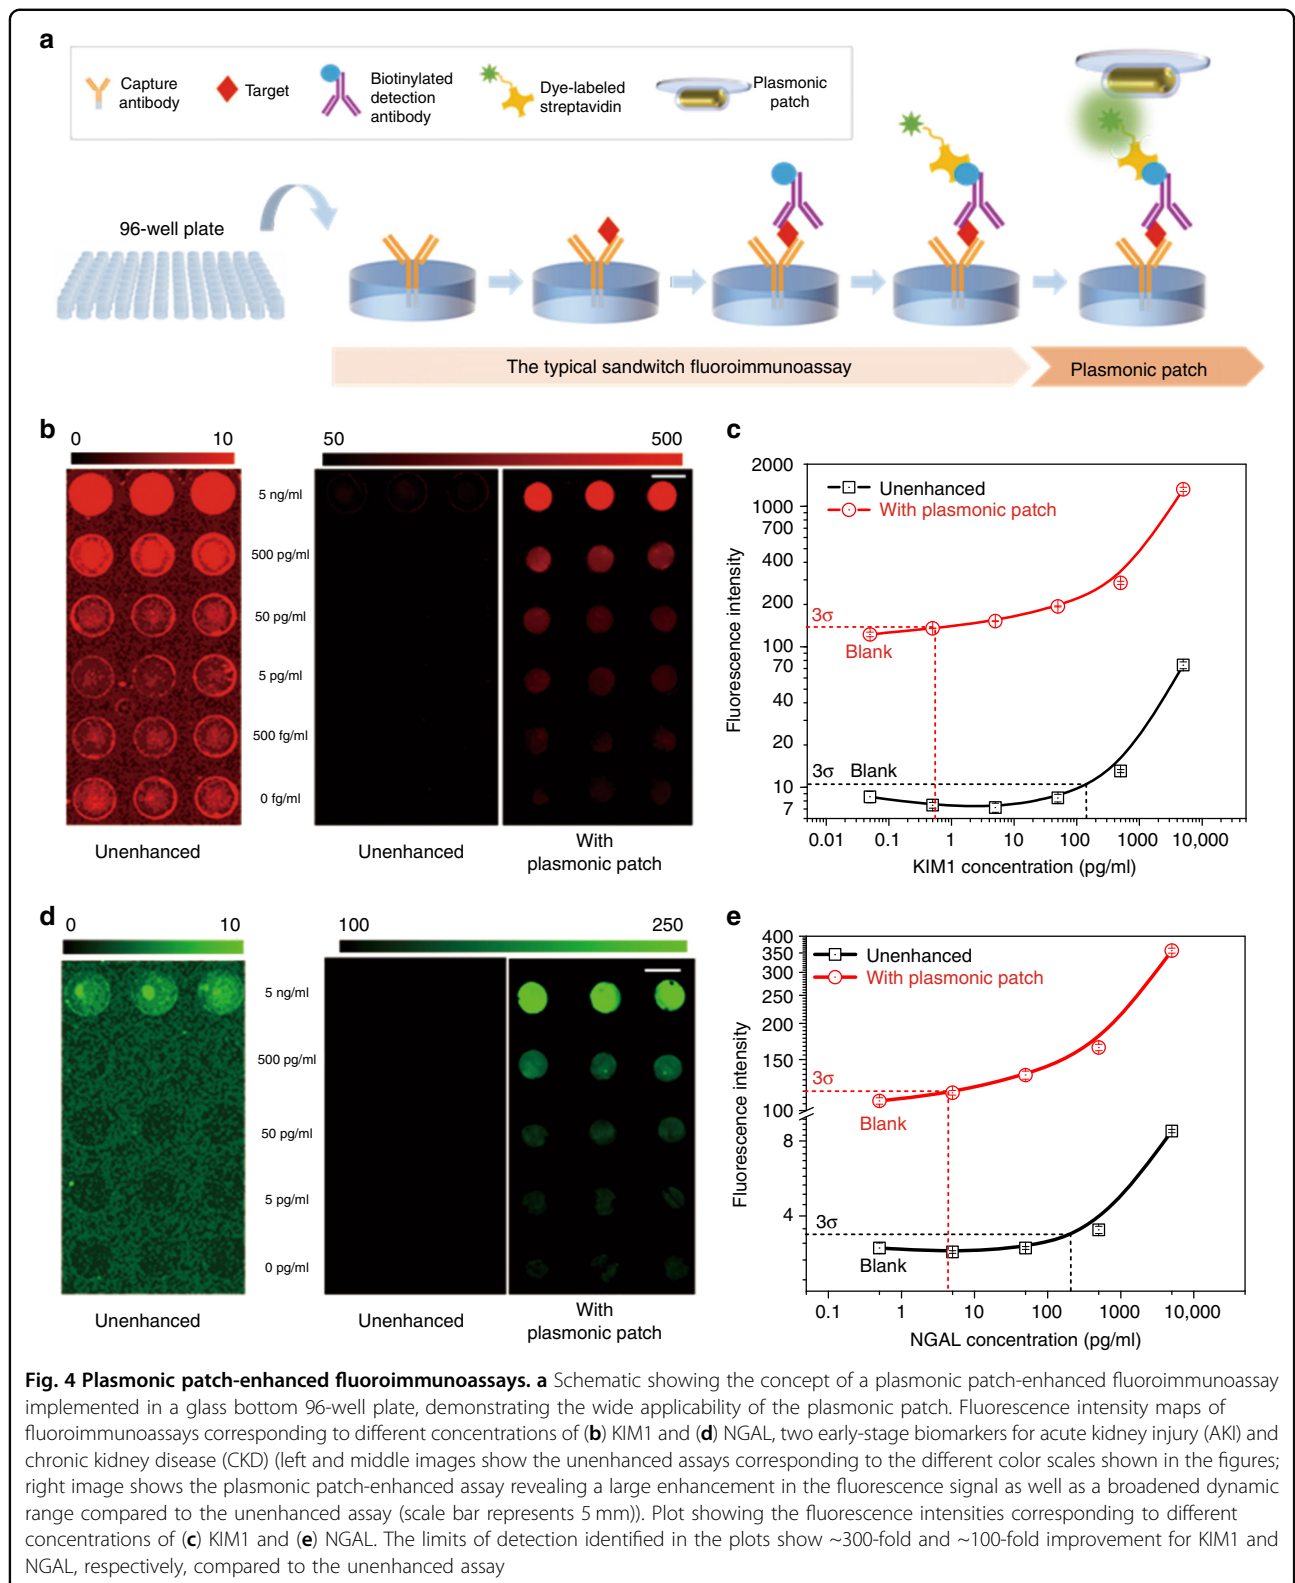 a
Capture
antibody
Target
Biotinylated
detection
antibody
Dye-labeled
streptavidin
Plasmonic
patch
96-well plate
The typical sandwitch fluoroimmunoassay
Plasmonic patch
b
0 10
50 500
5 ng/ml
500 pg/ml
50 pg/ml
5 pg/ml
500 fg/ml
0 fg/ml
Unenhanced
Unenhanced
With
plasmonic patch
c
Fluorescence intensity
2000
1000
700
400
200
100
70
40
20
10
7
Unenhanced
With plasmonic patch
3σ
Blank
3σ Blank
0.01 0.1 1 10 100 1000 10,000
KIM1 concentration (pg/ml)
d
0 10
100 250
5 ng/ml
500 pg/ml
50 pg/ml
5 pg/ml
0 pg/ml
Unenhanced
Unenhanced
With
plasmonic patch
e
Fluorescence intensity
400
350
300
250
200
150
100
8
4
Unenhanced
With plasmonic patch
3σ
Blank
3σ
Blank
0.1 1 10 100 1000 10,000
NGAL concentration (pg/ml)
Fig. 4 Plasmonic patch-enhanced fluoroimmunoassays. a Schematic showing the concept of a plasmonic patch-enhanced fluoroimmunoassay
implemented in a glass bottom 96-well plate, demonstrating the wide applicability of the plasmonic patch. Fluorescence intensity maps of
fluoroimmunoassays corresponding to different concentrations of (b) KIM1 and (d) NGAL, two early-stage biomarkers for acute kidney injury (AKI) and
chronic kidney disease (CKD) (left and middle images show the unenhanced assays corresponding to the different color scales shown in the figures;
right image shows the plasmonic patch-enhanced assay revealing a large enhancement in the fluorescence signal as well as a broadened dynamic
range compared to the unenhanced assay (scale bar represents 5 mm)). Plot showing the fluorescence intensities corresponding to different
concentrations of (c) KIM1 and (e) NGAL. The limits of detection identified in the plots show ~300-fold and ~100-fold improvement for KIM1 and
NGAL, respectively, compared to the unenhanced assay